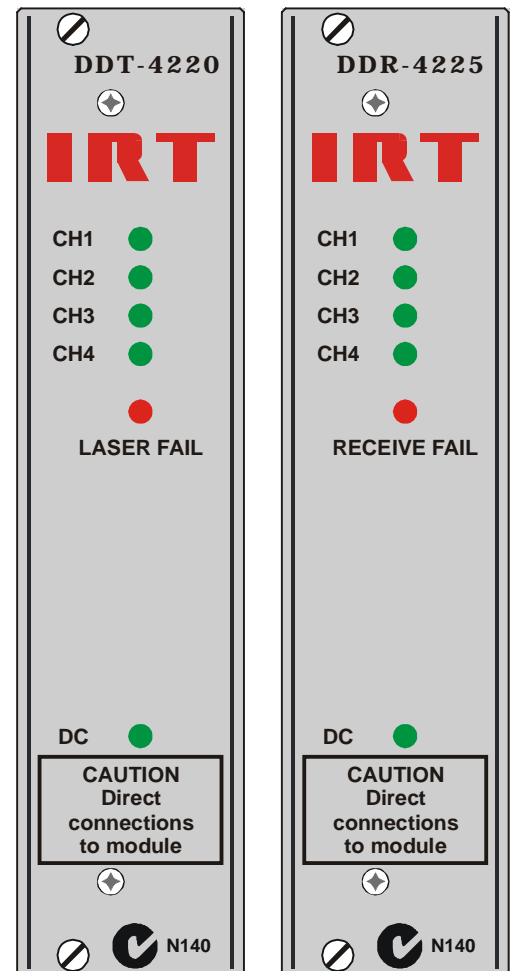 DDT-4220
IRT
CH1
CH2
CH3
CH4
LASER FAIL
DC
CAUTION
Direct
connections
to module
N140
DDR-4225
IRT
CH1
CH2
CH3
CH4
RECEIVE FAIL
DC
CAUTION
Direct
connections
to module
N140